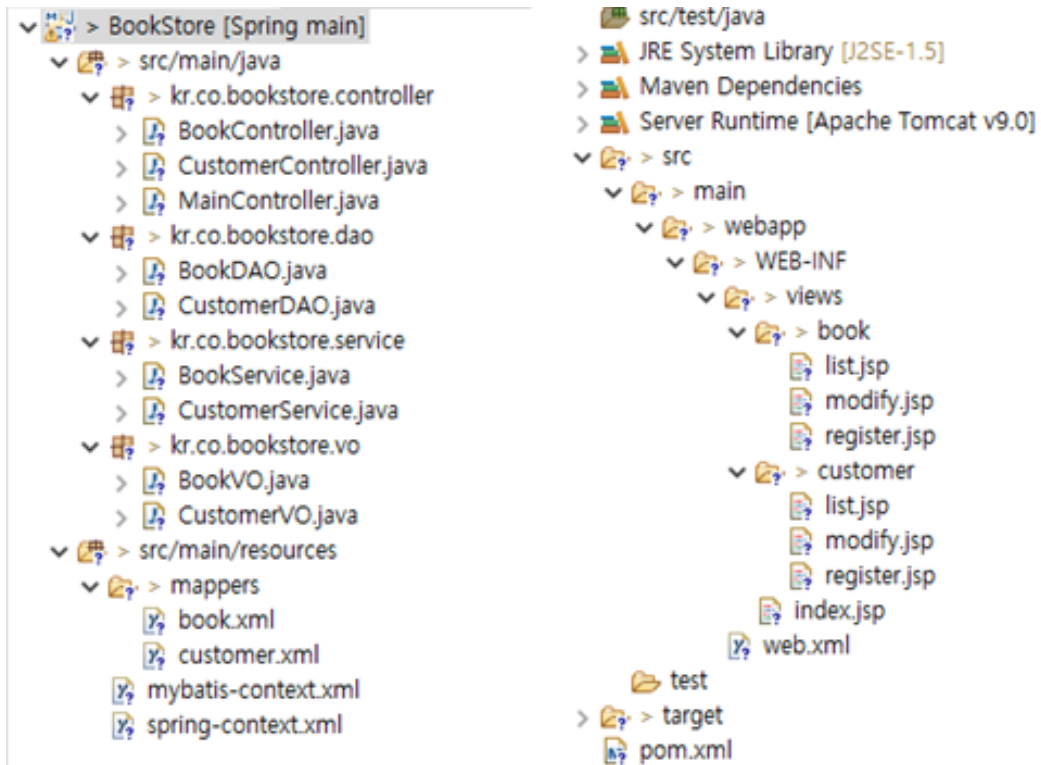 > BookStore [Spring main]
> src/main/java
> kr.co.bookstore.controller
> BookController.java
> CustomerController.java
> MainController.java
> kr.co.bookstore.dao
> BookDAO.java
> CustomerDAO.java
> kr.co.bookstore.service
> BookService.java
> CustomerService.java
> kr.co.bookstore.vo
> BookVO.java
> CustomerVO.java
> src/main/resources
> mappers
book.xml
customer.xml
mybatis-context.xml
spring-context.xml
src/test/java
> JRE System Library [J2SE-1.5]
> Maven Dependencies
> Server Runtime [Apache Tomcat v9.0]
> src
> main
> webapp
> WEB-INF
> views
> book
list.jsp
modify.jsp
register.jsp
> customer
list.jsp
modify.jsp
register.jsp
index.jsp
web.xml
test
> target
pom.xml